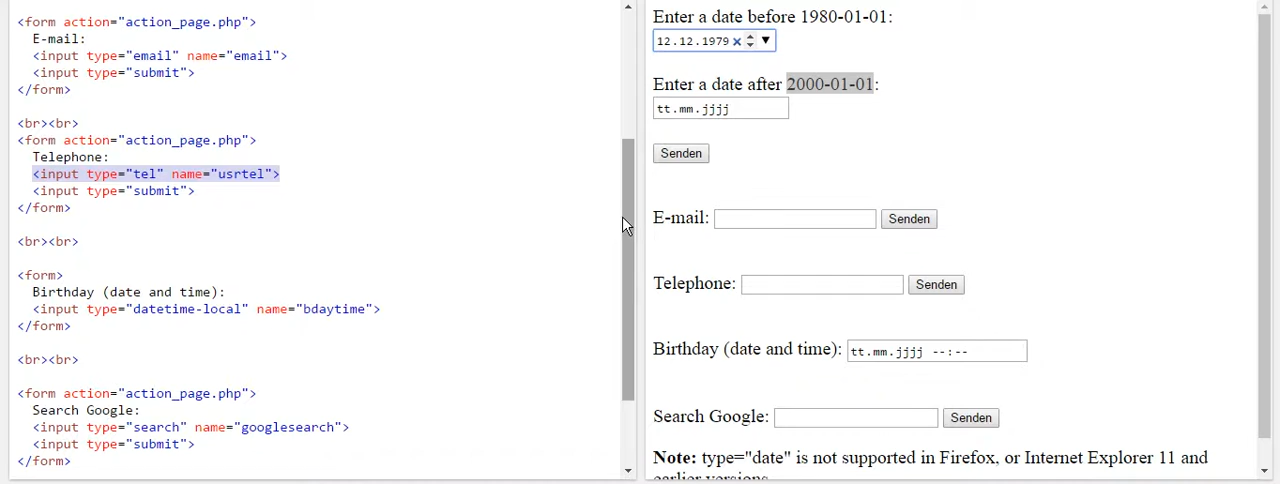 <form action="action_page.php">
E-mail:
<input type="email" name="email">
<input type="submit">
</form>
<br><br>
<form action="action_page.php">
Telephone:
<input type="tel" name="usrtel">
<input type="submit">
</form>
<br><br>
<form>
Birthday (date and time):
<input type="datetime-local" name="bdaytime">
</form>
<br><br>
<form action="action_page.php">
Search Google:
<input type="search" name="googlesearch">
<input type="submit">
</form>
Enter a date before 1980-01-01:
12.12.1979
Enter a date after 2000-01-01:
tt.mm.jjjj
Senden
E-mail: Senden
Telephone: Senden
Birthday (date and time): tt.mm.jjjj --:--
Search Google: Senden
Note: type="date" is not supported in Firefox, or Internet Explorer 11 and
earlier versions